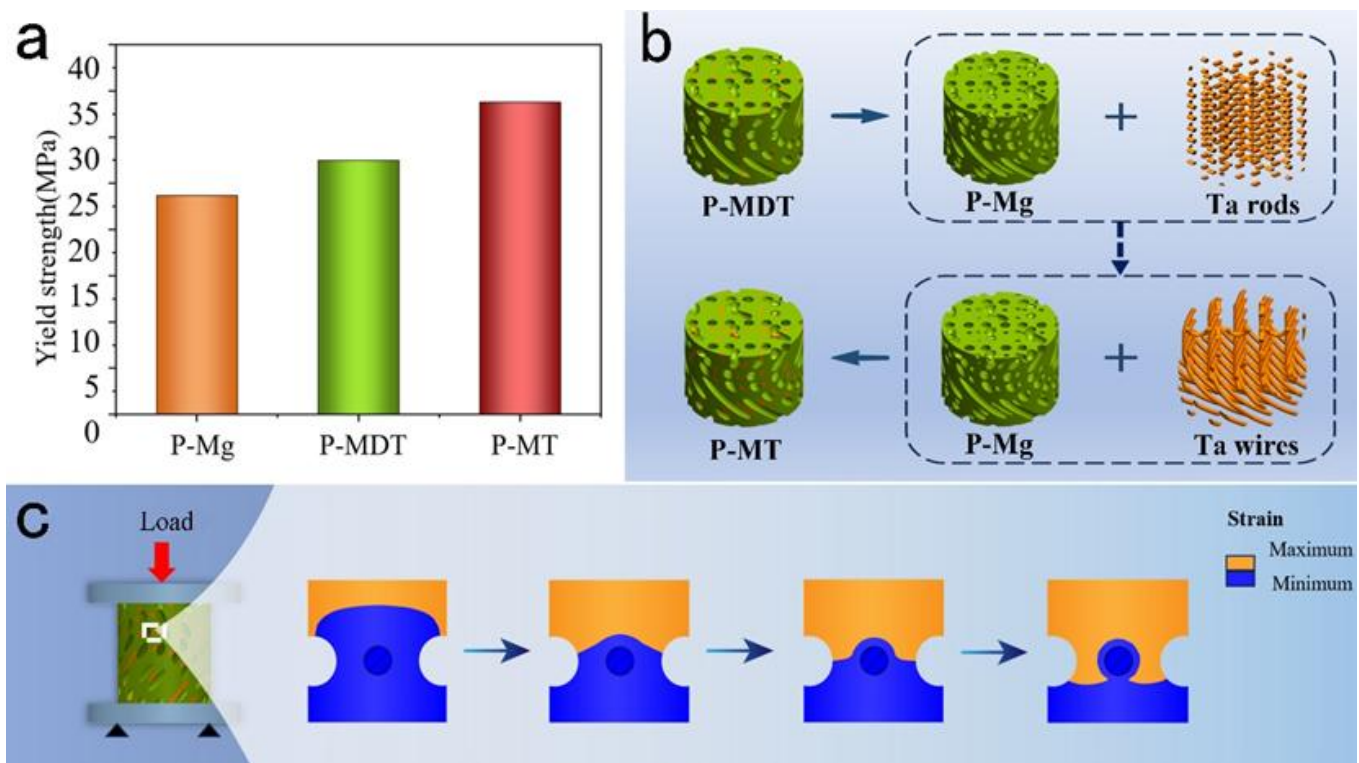 a
Yield strength(MPa)
40
35
30
25
20
15
10
5
0
P-Mg
P-MDT
P-MT
b
P-MDT
P-Mg
+
Ta rods
P-MT
P-Mg
+
Ta wires
c
Load
Strain
Maximum
Minimum